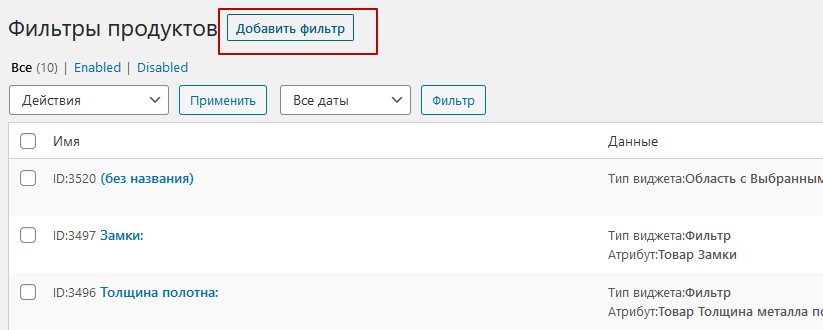 Фильтры продуктов Добавить фильтр
Все (10) | Enabled | Disabled
Действия Применить Все даты Фильтр
Имя Данные
ID:3520 (без названия) Тип виджета:Область с Выбранным
ID:3497 Замки: Тип виджета:Фильтр
Атрибут:Товар Замки
ID:3496 Толщина полотна: Тип виджета:Фильтр
Атрибут:Товар Толщина металла по